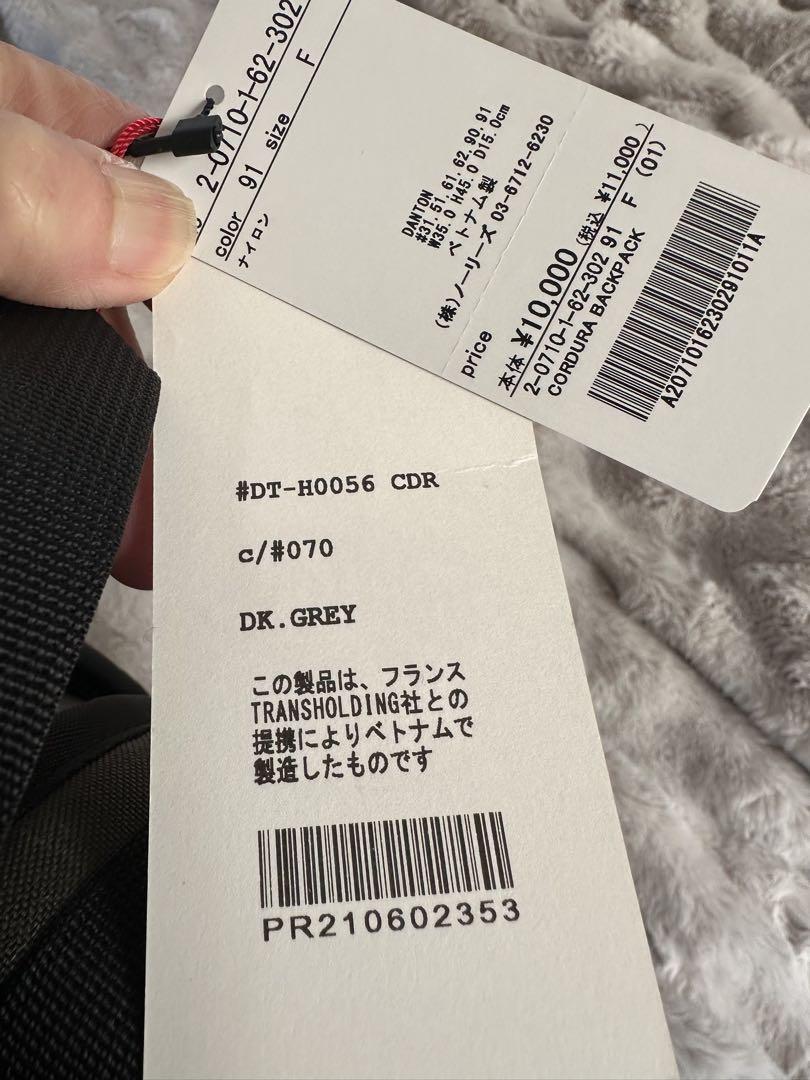 2-0710-1-62-302
color 91 size F
ナイロン
DANTON
#31.51.61.62.90.91
W35.0 H45.0 D15.0cm
ベトナム製
(株)ノーリーズ 03-6712-6230
price
本体 ¥10,000 (税込 ¥11,000 )
2-0710-1-62-302 91 F (01)
CORDURA BACKPACK
A2071016230291011A
#DT-H0056 CDR
c/#070
DK.GREY
この製品は、フランス
TRANSHOLDING社との
提携によりベトナムで
製造したものです
PR210602353